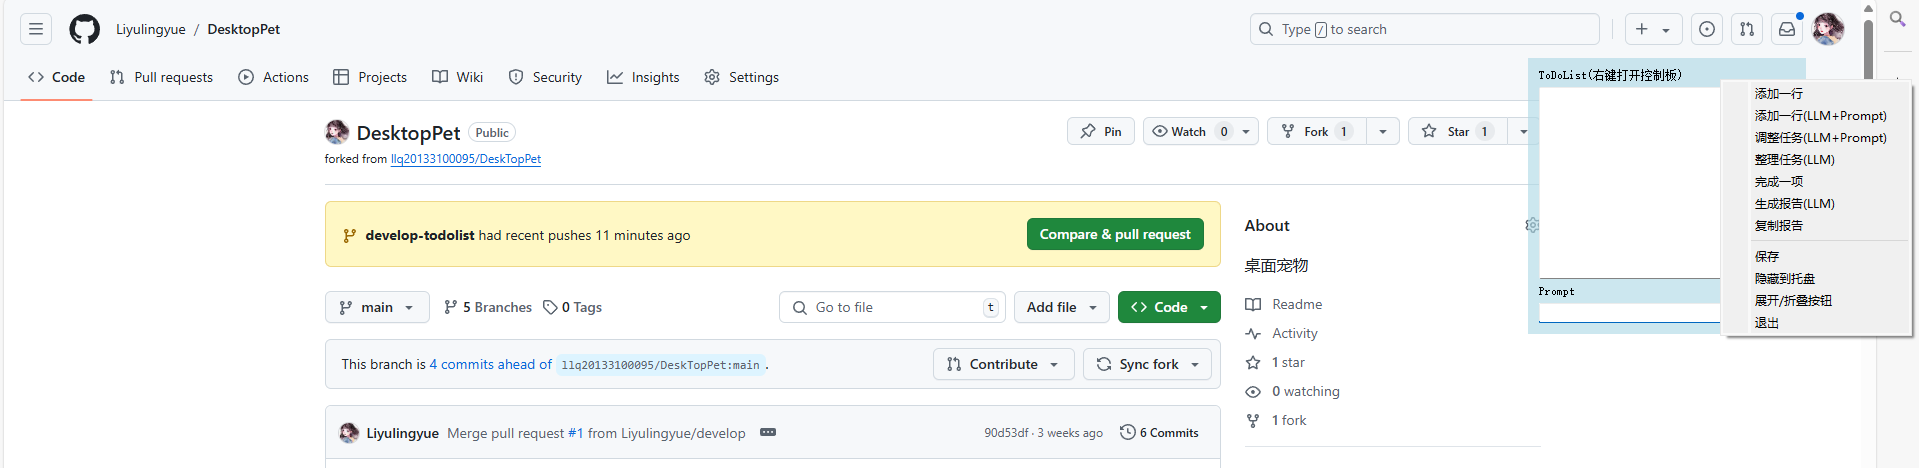 Liyulingyue / DesktopPet
Type / to search
Code
Pull requests
Actions
Projects
Wiki
Security
Insights
Settings
DesktopPet Public
forked from llq20133100095/DeskTopPet
Pin
Watch 0
Fork 1
Star 1
develop-todolist had recent pushes 11 minutes ago
Compare & pull request
main
5 Branches
0 Tags
Go to file t
Add file
Code
This branch is 4 commits ahead of llq20133100095/DeskTopPet:main .
Contribute
Sync fork
Liyulingyue Merge pull request #1 from Liyulingyue/develop
90d53df · 3 weeks ago
6 Commits
About
桌面宠物
Readme
Activity
1 star
0 watching
1 fork
ToDoList(右键打开控制板)
Prompt
添加一行
添加一行(LLM+Prompt)
调整任务(LLM+Prompt)
整理任务(LLM)
完成一项
生成报告(LLM)
复制报告
保存
隐藏到托盘
展开/折叠按钮
退出